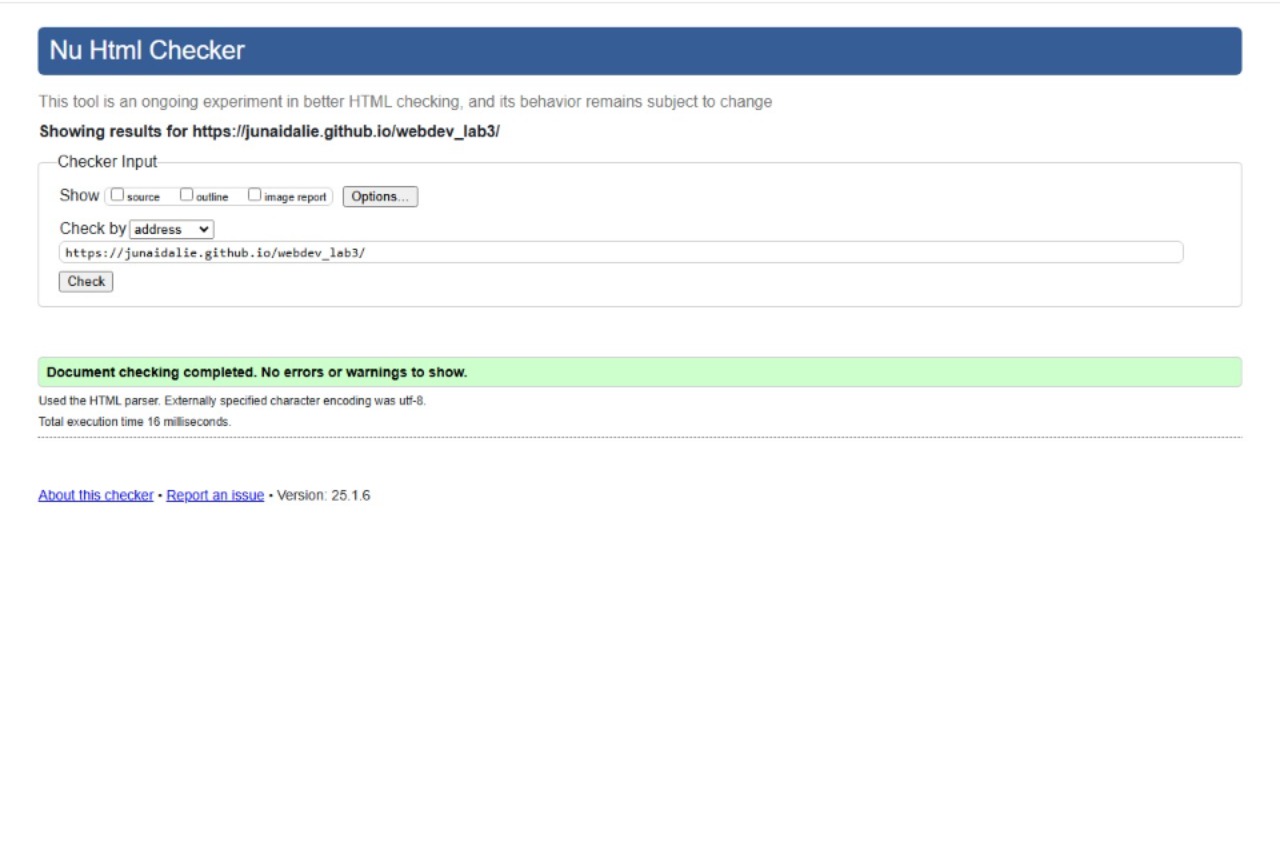 Nu Html Checker
This tool is an ongoing experiment in better HTML checking, and its behavior remains subject to change
Showing results for https://junaidalie.github.io/webdev_lab3/
Checker Input
Show source outline image report Options...
Check by address
https://junaidalie.github.io/webdev_lab3/
Check
Document checking completed. No errors or warnings to show.
Used the HTML parser. Externally specified character encoding was utf-8.
Total execution time 16 milliseconds.
About this checker • Report an issue • Version: 25.1.6